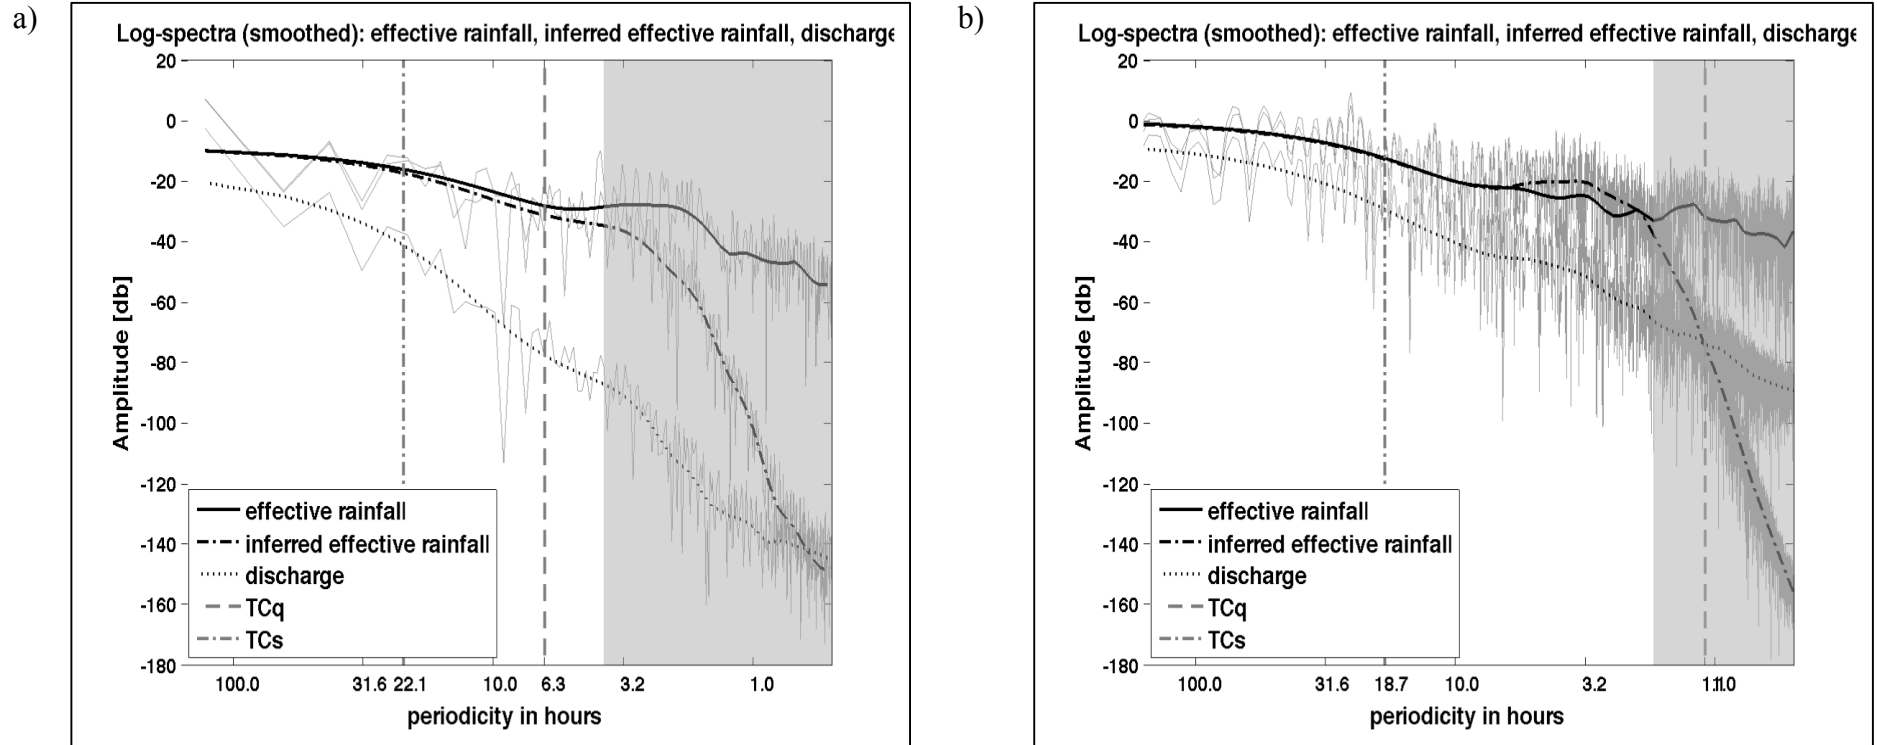 a)
Log-spectra (smoothed): effective rainfall, inferred effective rainfall, discharge
20
0
-20
-40
-60
-80
-100
-120
-140
-160
-180
Amplitude [db]
effective rainfall
inferred effective rainfall
discharge
TCq
TCs
100.0 31.6 22.1 10.0 6.3 3.2 1.0
periodicity in hours
b)
Log-spectra (smoothed): effective rainfall, inferred effective rainfall, discharge
20
0
-20
-40
-60
-80
-100
-120
-140
-160
-180
Amplitude [db]
effective rainfall
inferred effective rainfall
discharge
TCq
TCs
100.0 31.6 18.7 10.0 3.2 1.0
periodicity in hours